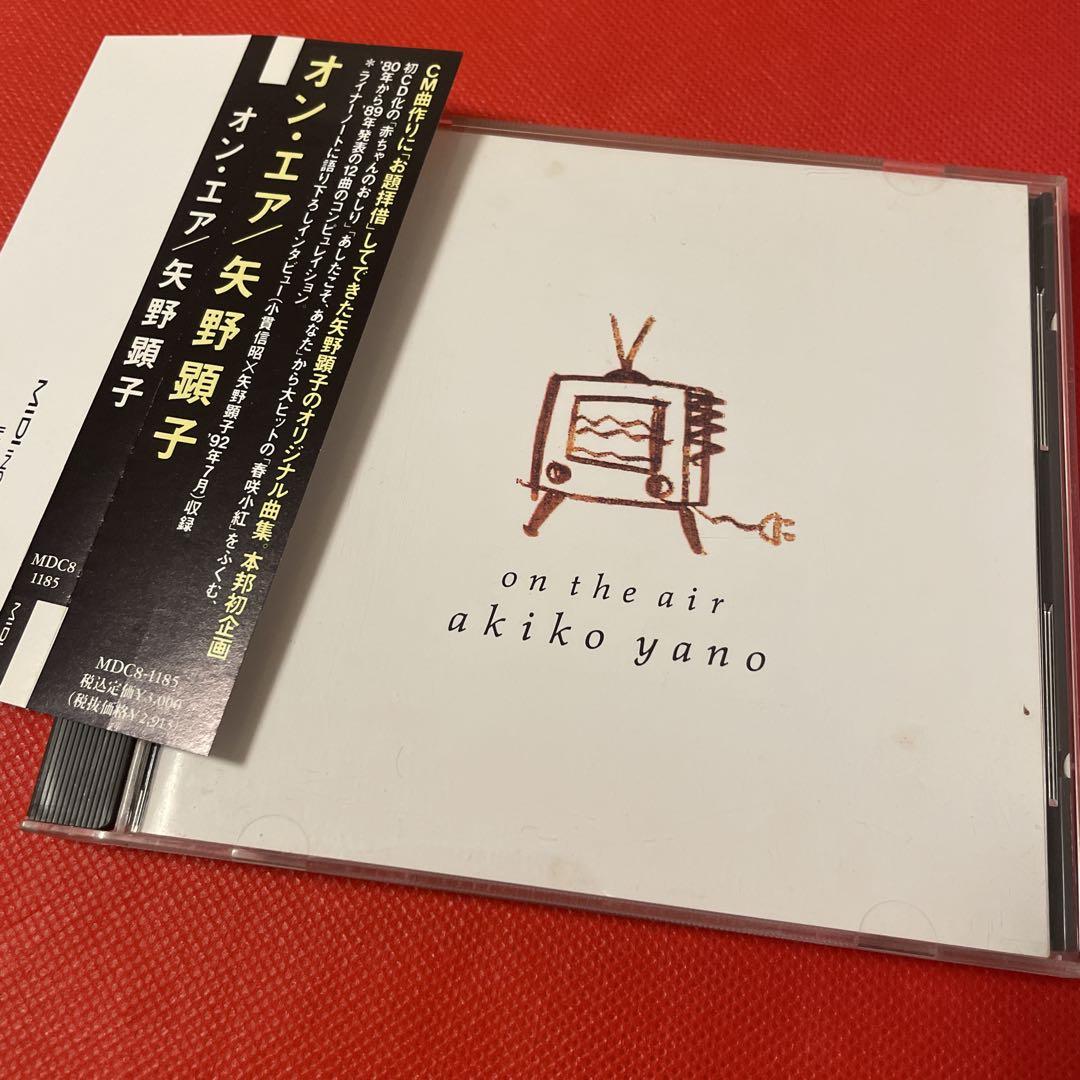 CM曲作りに「お題拝借」してできた矢野顕子のオリジナル曲集。本邦初企画
初CD化の「赤ちゃんのおしり」「あしたこそ、あなた」から大ヒットの「春咲小紅」をふくむ、
'80年から'89年発表の12曲のコンピュレイション。
*ライナーノートに語り下ろしインタビュー(小貫信昭×矢野顕子'92年7月)収録
オン・エア/矢野顕子
MDC8-1185
税込定価¥3,000
(税抜価格¥2,913)
オン・エア/矢野顕子
MDC8
1185
on the air
akiko yano